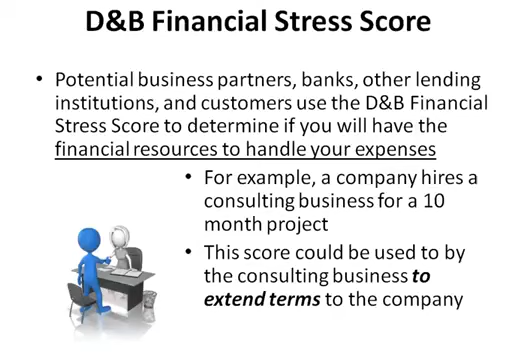 D&B Financial Stress Score
• Potential business partners, banks, other lending
institutions, and customers use the D&B Financial
Stress Score to determine if you will have the
financial resources to handle your expenses
• For example, a company hires a
consulting business for a 10
month project
• This score could be used to by
the consulting business to
extend terms to the company